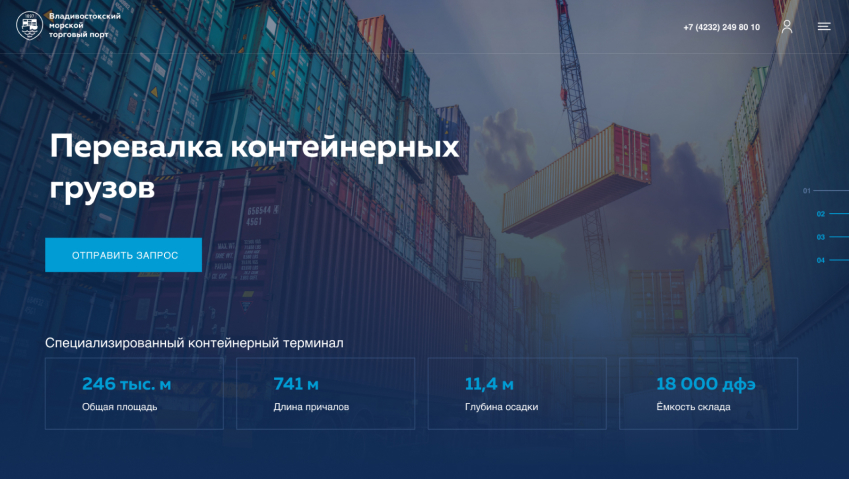 Владивостокский
морской
торговый порт
+7 (4232) 249 80 10
Перевалка контейнерных
грузов
01
02
03
04
ОТПРАВИТЬ ЗАПРОС
Специализированный контейнерный терминал
246 тыс. м
741 м
11,4 м
18 000 дфэ
Общая площадь
Длина причалов
Глубина осадки
Ёмкость склада